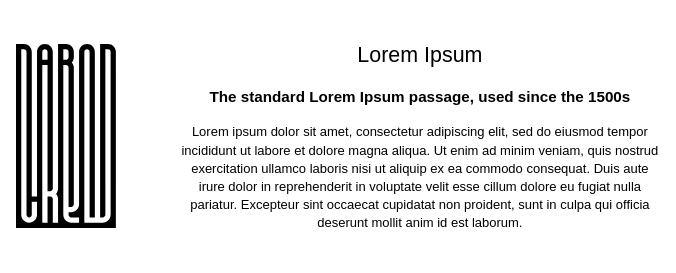 DAROD
CREW
Lorem Ipsum
The standard Lorem Ipsum passage, used since the 1500s
Lorem ipsum dolor sit amet, consectetur adipiscing elit, sed do eiusmod tempor
incididunt ut labore et dolore magna aliqua. Ut enim ad minim veniam, quis nostrud
exercitation ullamco laboris nisi ut aliquip ex ea commodo consequat. Duis aute
irure dolor in reprehenderit in voluptate velit esse cillum dolore eu fugiat nulla
pariatur. Excepteur sint occaecat cupidatat non proident, sunt in culpa qui officia
deserunt mollit anim id est laborum.